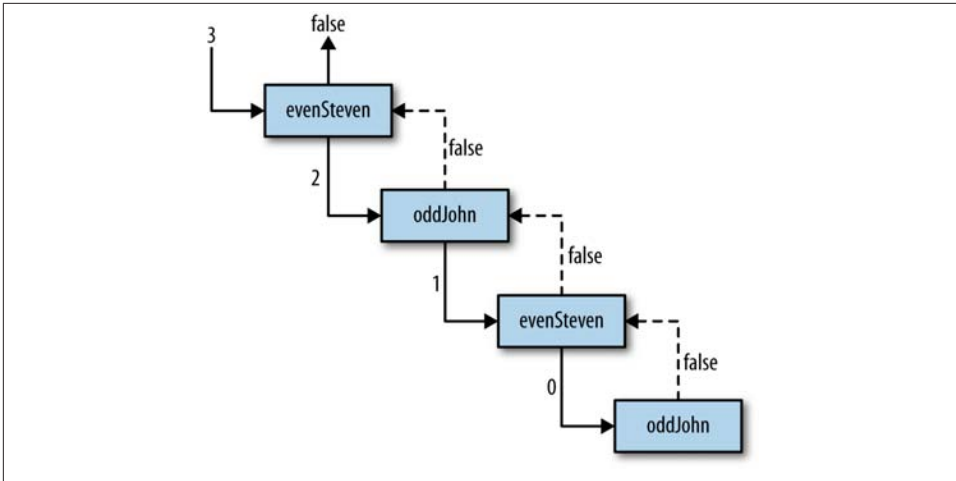 3
false
evenSteven
false
2
oddJohn
false
1
evenSteven
false
0
oddJohn